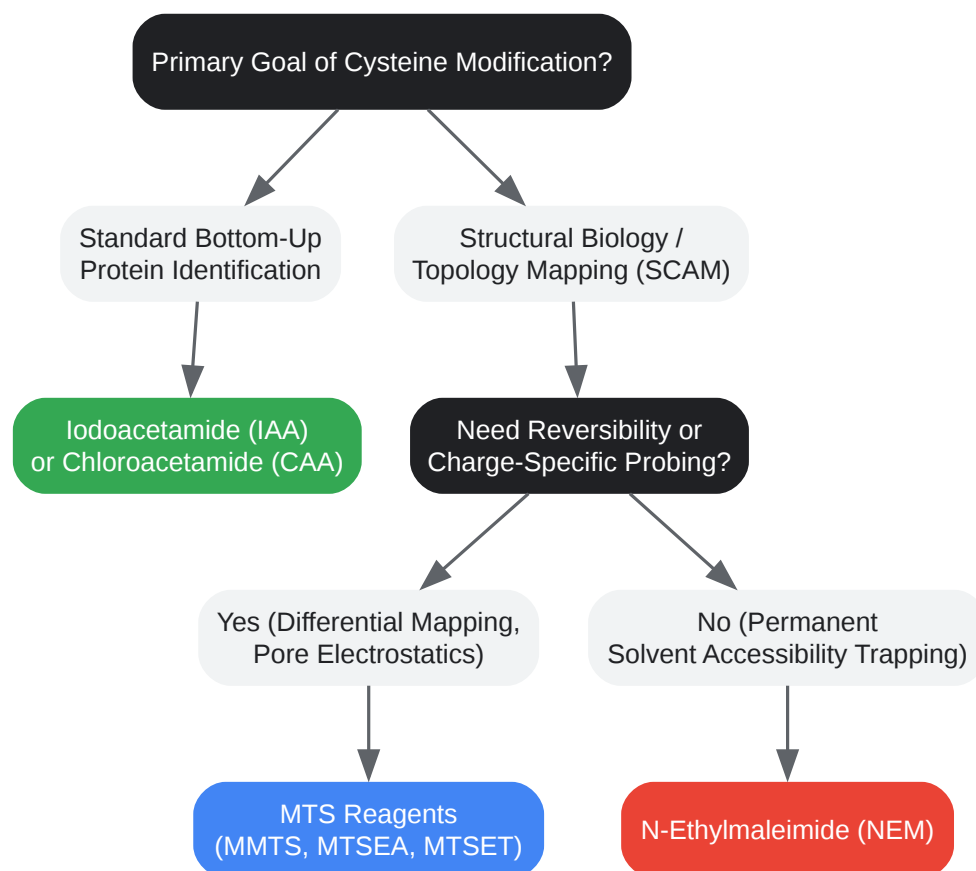 Primary Goal of Cysteine Modification?
Standard Bottom-Up
Protein Identification
Structural Biology /
Topology Mapping (SCAM)
Iodoacetamide (IAA)
or Chloroacetamide (CAA)
Need Reversibility or
Charge-Specific Probing?
Yes (Differential Mapping,
Pore Electrostatics)
No (Permanent
Solvent Accessibility Trapping)
MTS Reagents
(MMTS, MTSEA, MTSET)
N-Ethylmaleimide (NEM)